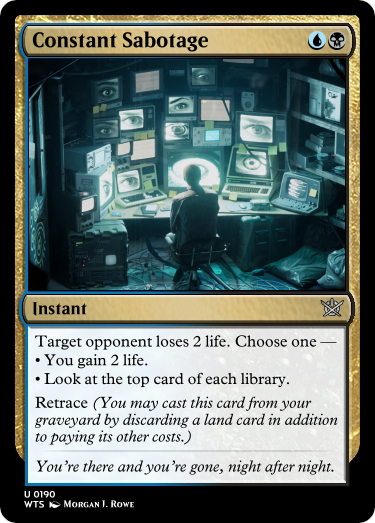 Constant Sabotage
Instant
Target opponent loses 2 life. Choose one —
• You gain 2 life.
• Look at the top card of each library.
Retrace (You may cast this card from your
graveyard by discarding a land card in addition
to paying its other costs.)
You're there and you're gone, night after night.
U 0190
WTS Morgan J. Rowe